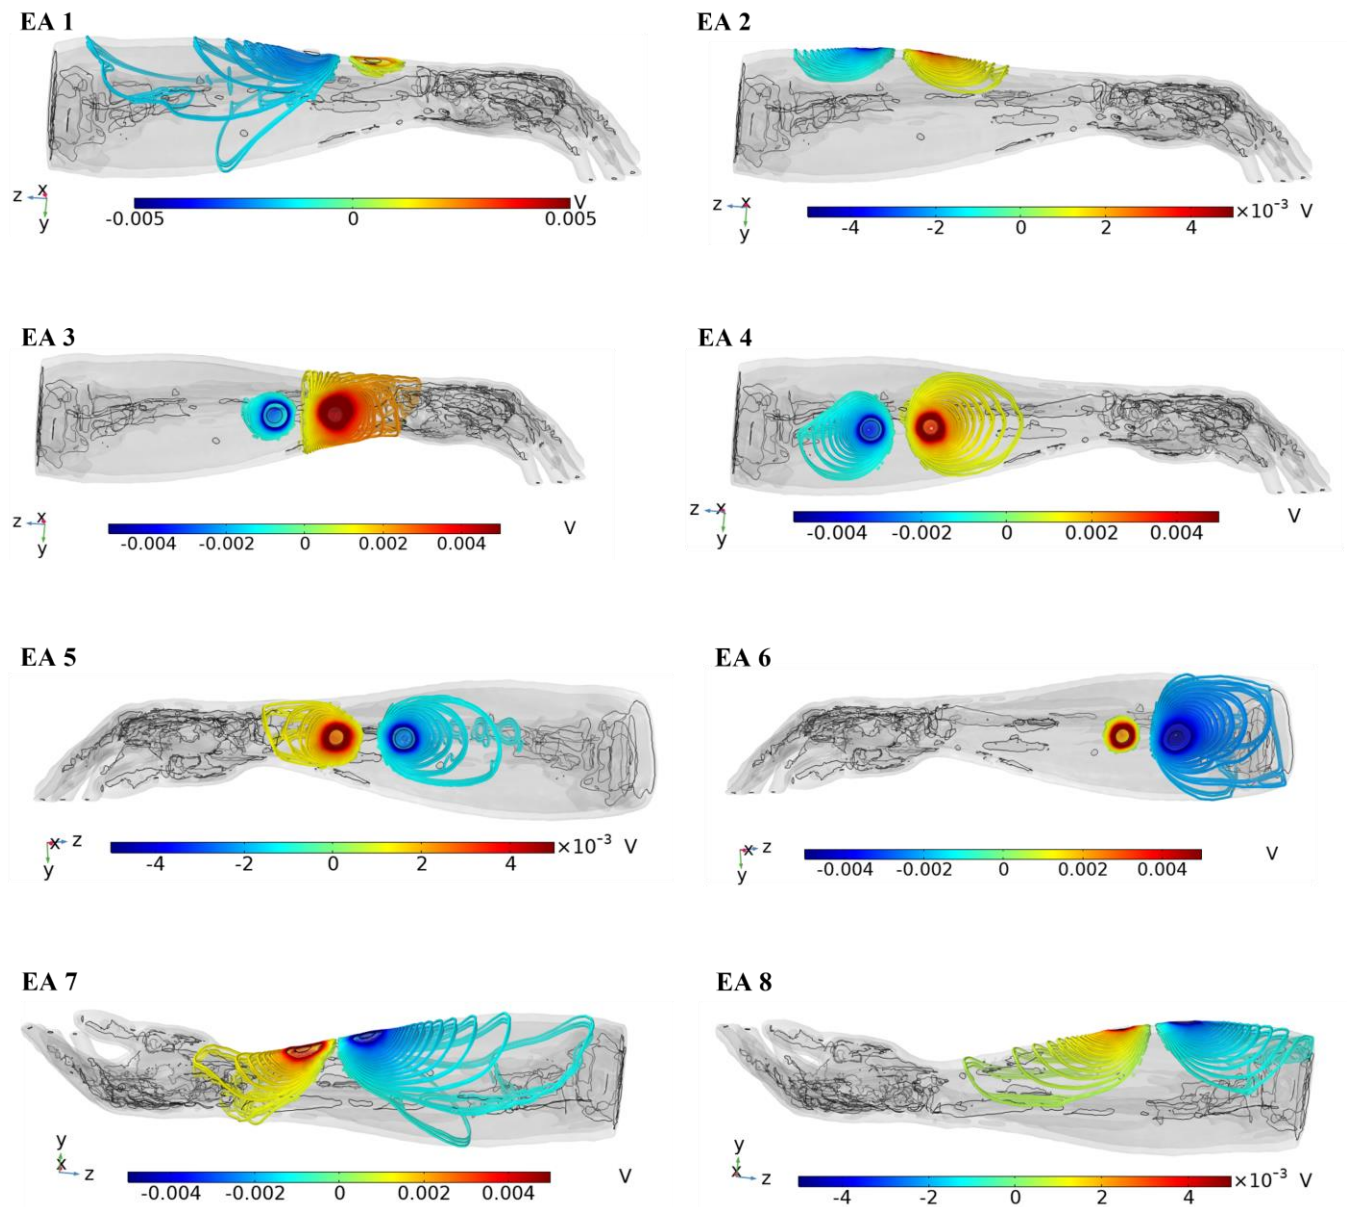 EA 1
EA 2
z x y
-0.005 0 0.005 V
z x y
-4 -2 0 2 4 ×10⁻³ V
EA 3
EA 4
z x y
-0.004 -0.002 0 0.002 0.004 V
z x y
-0.004 -0.002 0 0.002 0.004 V
EA 5
EA 6
x z y
-4 -2 0 2 4 ×10⁻³ V
x z y
-0.004 -0.002 0 0.002 0.004 V
EA 7
EA 8
y x z
-0.004 -0.002 0 0.002 0.004 V
y x z
-4 -2 0 2 4 ×10⁻³ V